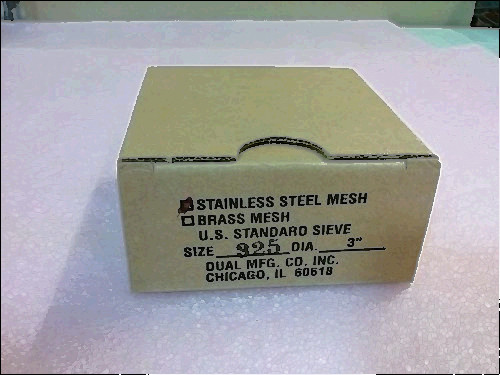 STAINLESS STEEL MESH
BRASS MESH
U.S. STANDARD SIEVE
SIZE 325 DIA. 3"
DUAL MFG. CO. INC.
CHICAGO, IL 60618